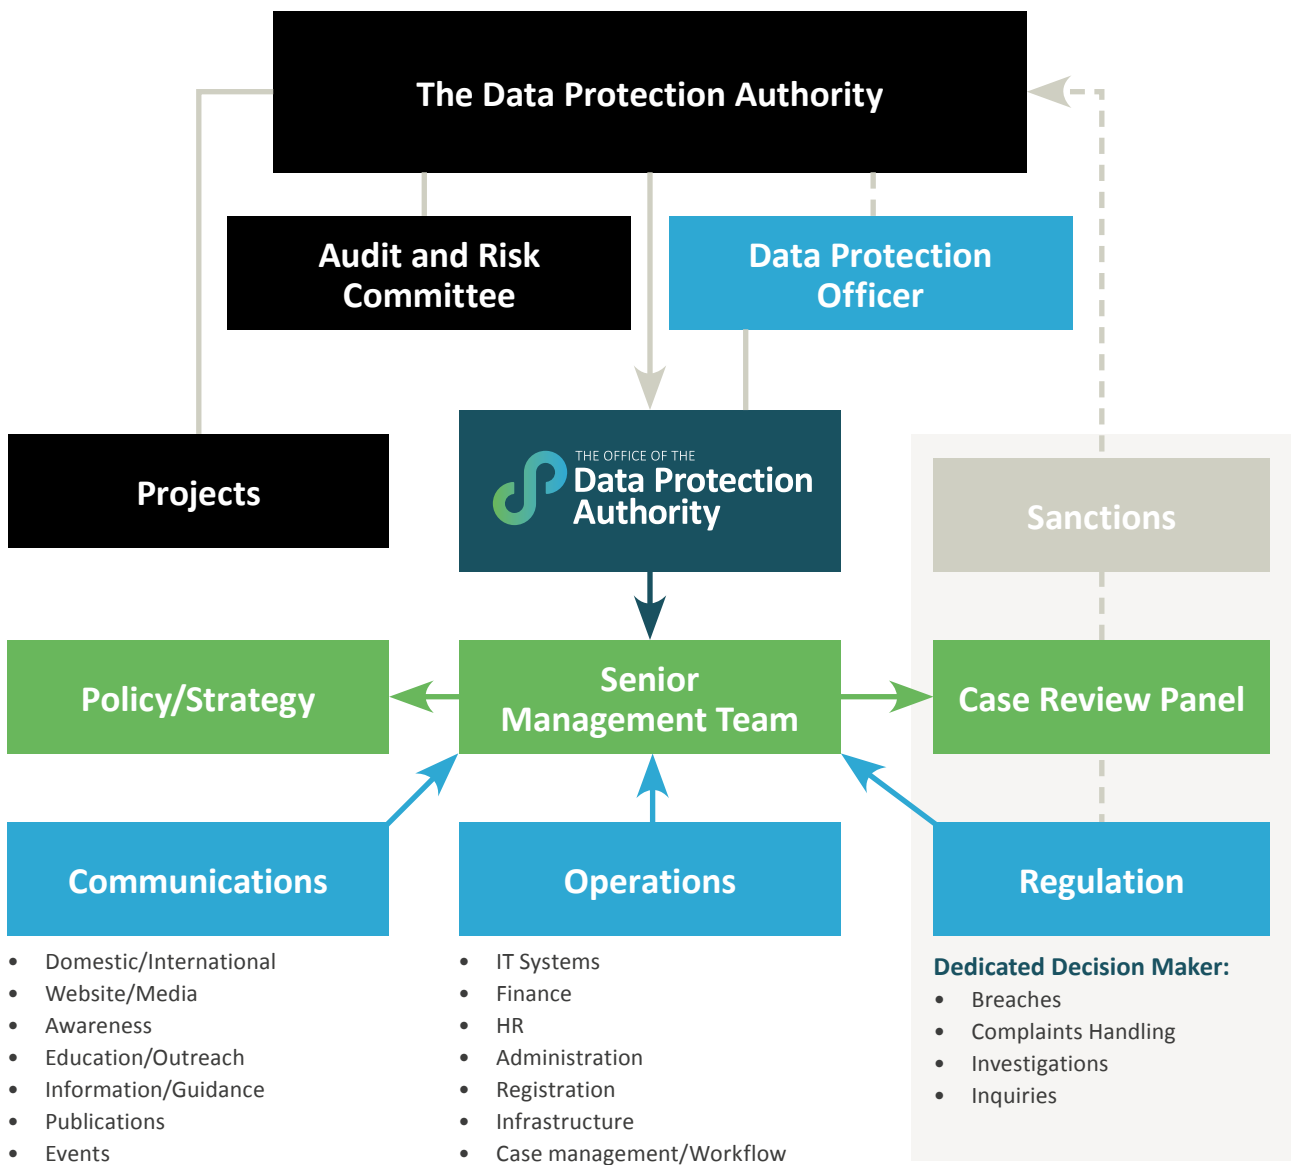 The Data Protection Authority
Audit and Risk
Committee
Data Protection
Officer
Projects
THE OFFICE OF THE
Data Protection
Authority
Sanctions
Policy/Strategy
Senior
Management Team
Case Review Panel
Communications
Operations
Regulation
• Domestic/International
• Website/Media
• Awareness
• Education/Outreach
• Information/Guidance
• Publications
• Events
• IT Systems
• Finance
• HR
• Administration
• Registration
• Infrastructure
• Case management/Workflow
Dedicated Decision Maker:
• Breaches
• Complaints Handling
• Investigations
• Inquiries